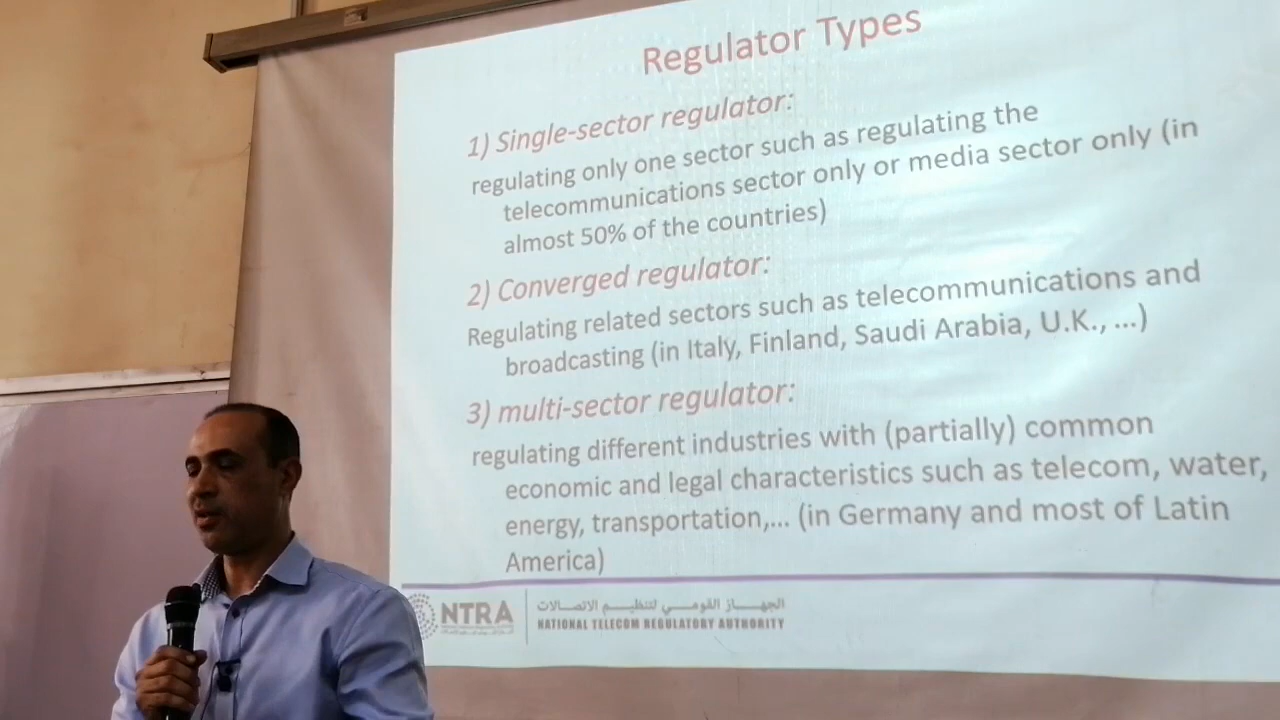 Regulator Types
1) Single-sector regulator:
regulating only one sector such as regulating the
telecommunications sector only or media sector only (in
almost 50% of the countries)
2) Converged regulator:
Regulating related sectors such as telecommunications and
broadcasting (in Italy, Finland, Saudi Arabia, U.K., ...)
3) multi-sector regulator:
regulating different industries with (partially) common
economic and legal characteristics such as telecom, water,
energy, transportation,... (in Germany and most of Latin
America)
NTRA
الجهاز القومي لتنظيم الاتصالات
NATIONAL TELECOM REGULATORY AUTHORITY